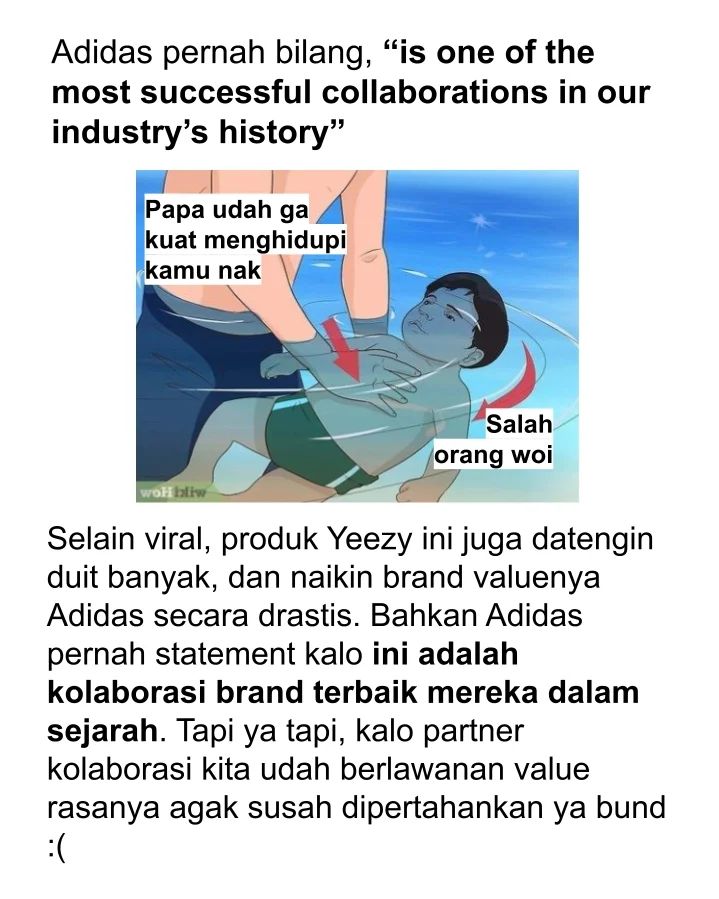 Adidas pernah bilang, “is one of the
most successful collaborations in our
industry’s history”
Papa udah ga
kuat menghidupi
kamu nak
Salah
orang woi
wikiHow
Selain viral, produk Yeezy ini juga datengin
duit banyak, dan naikin brand valuenya
Adidas secara drastis. Bahkan Adidas
pernah statement kalo ini adalah
kolaborasi brand terbaik mereka dalam
sejarah. Tapi ya tapi, kalo partner
kolaborasi kita udah berlawanan value
rasanya agak susah dipertahankan ya bund
:(